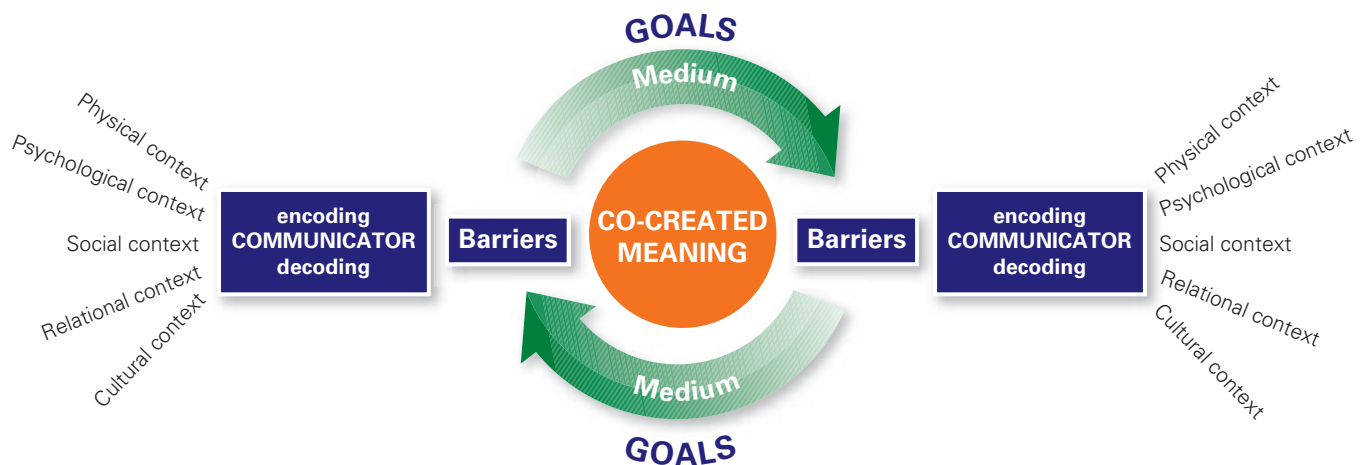 GOALS
Medium
Physical context
Psychological context
Social context
Relational context
Cultural context
encoding
COMMUNICATOR
decoding
Barriers
CO-CREATED
MEANING
Barriers
encoding
COMMUNICATOR
decoding
Physical context
Psychological context
Social context
Relational context
Cultural context
Medium
GOALS